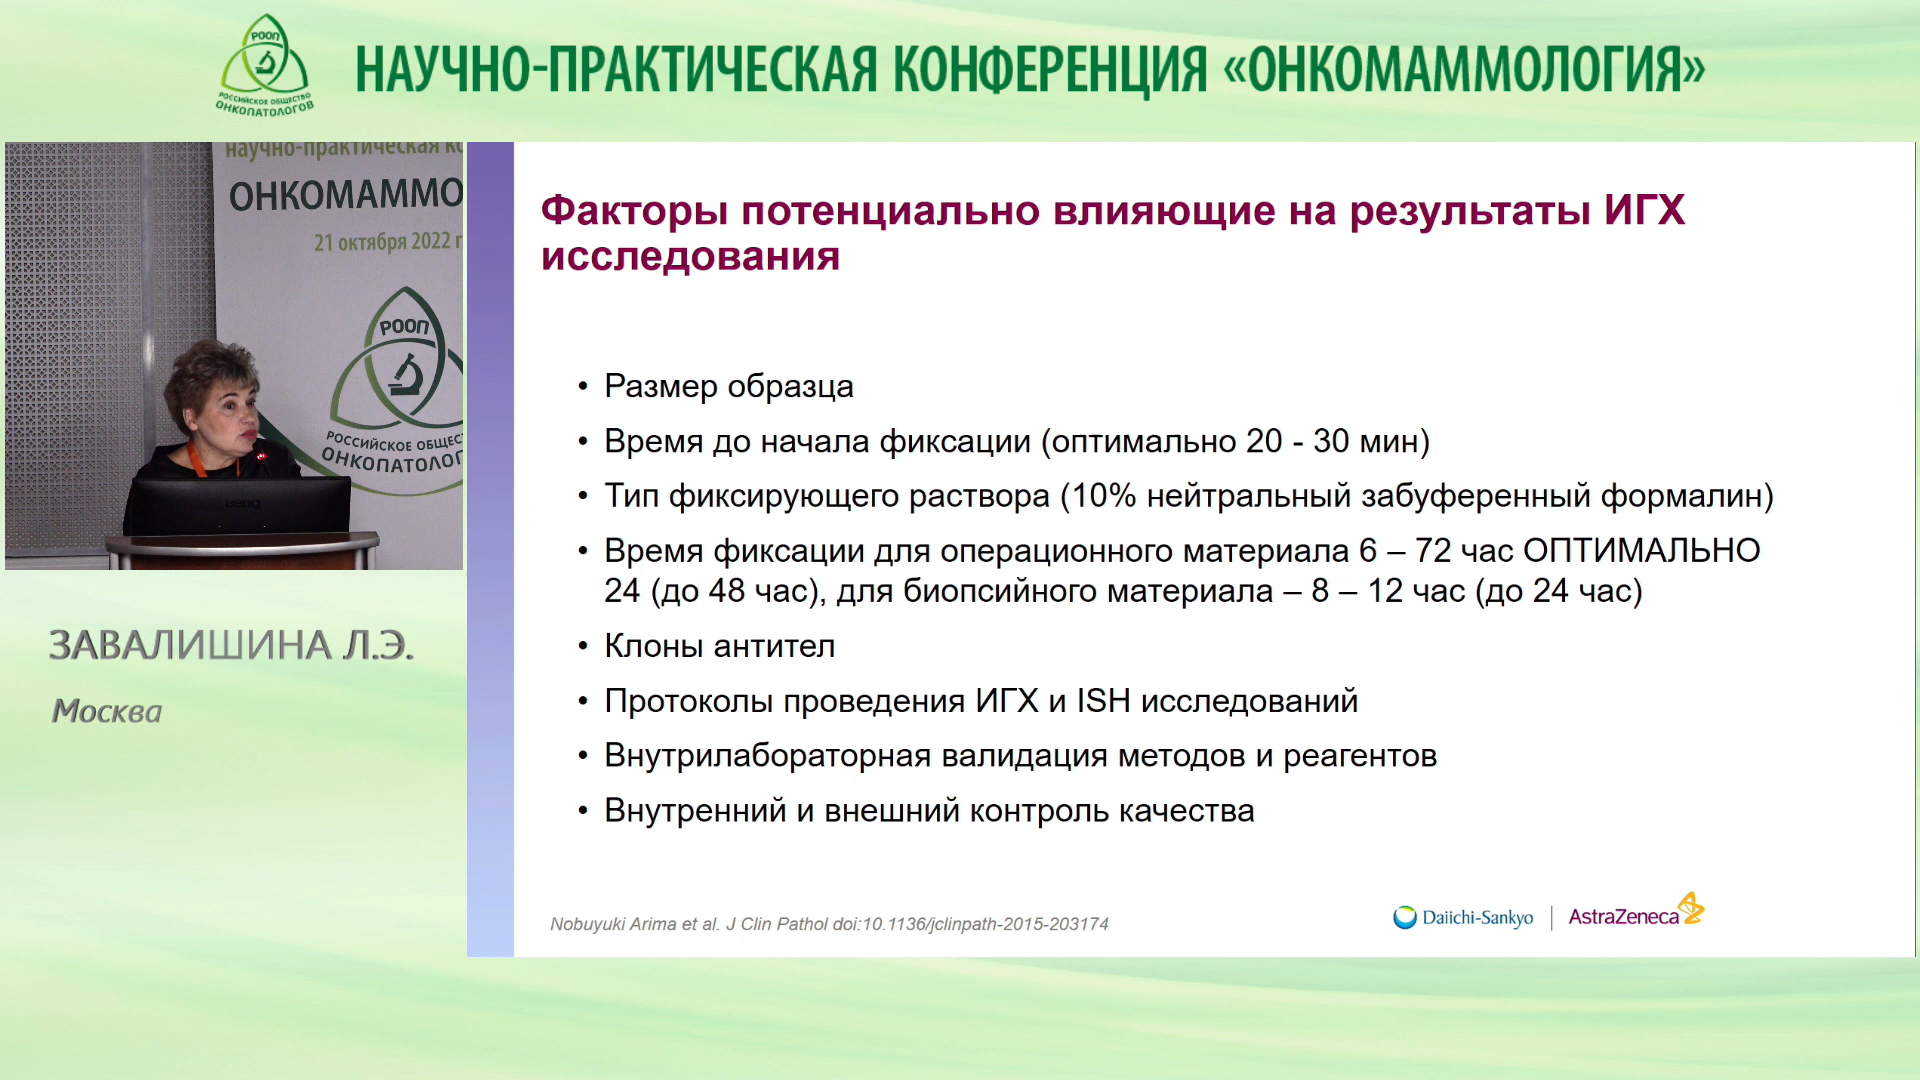 РООП
РОССИЙСКОЕ ОБЩЕСТВО
ОНКОПАТОЛОГОВ
НАУЧНО-ПРАКТИЧЕСКАЯ КОНФЕРЕНЦИЯ «ОНКОМАММОЛОГИЯ»
научно-практическая ко
ОНКОМАММО
21 октября 2022 г
РООП
РОССИЙСКОЕ ОБЩЕС
ОНКОПАТОЛОГ
BENQ
ЗАВАЛИШИНА Л.Э.
Москва
Факторы потенциально влияющие на результаты ИГХ
исследования
• Размер образца
• Время до начала фиксации (оптимально 20 - 30 мин)
• Тип фиксирующего раствора (10% нейтральный забуференный формалин)
• Время фиксации для операционного материала 6 – 72 час ОПТИМАЛЬНО
24 (до 48 час), для биопсийного материала – 8 – 12 час (до 24 час)
• Клоны антител
• Протоколы проведения ИГХ и ISH исследований
• Внутрилабораторная валидация методов и реагентов
• Внутренний и внешний контроль качества
Nobuyuki Arima et al. J Clin Pathol doi:10.1136/jclinpath-2015-203174
Daiichi-Sankyo | AstraZeneca